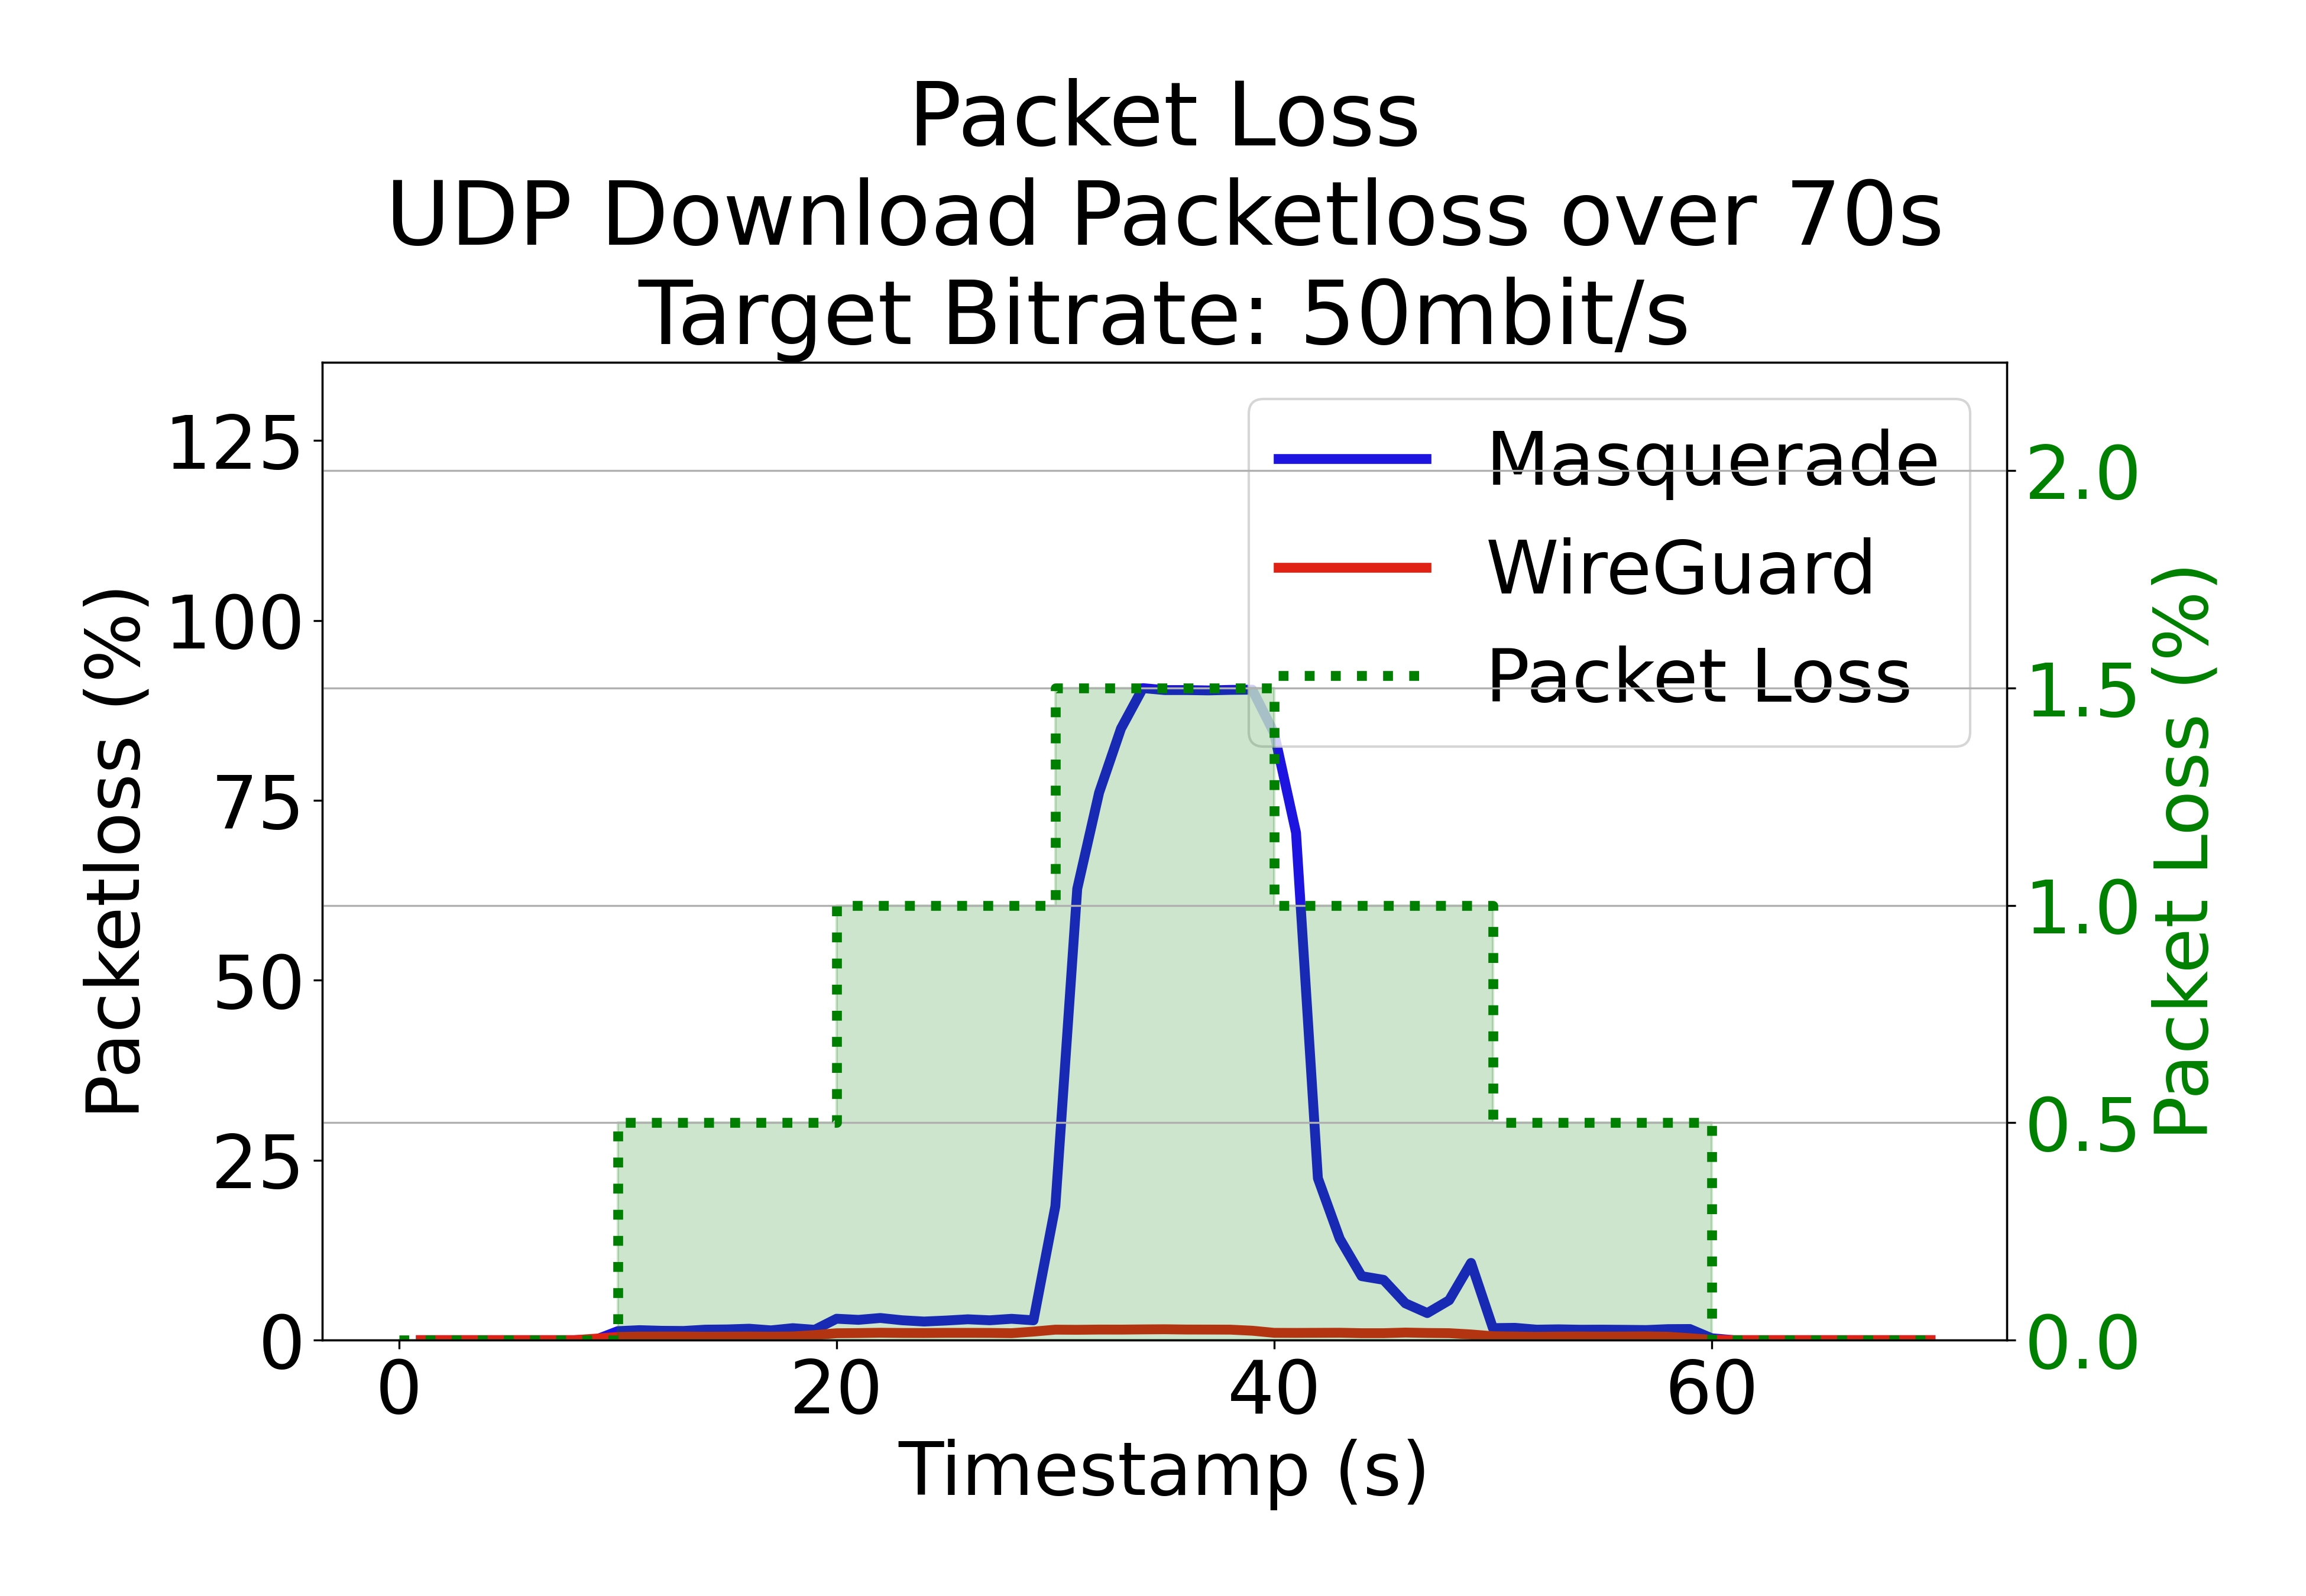 Packet Loss
UDP Download Packetloss over 70s
Target Bitrate: 50mbit/s
Packetloss (%)
125
100
75
50
25
0
Masquerade
WireGuard
Packet Loss
2.0
1.5
1.0
0.5
0.0
Packet Loss (%)
0 20 40 60
Timestamp (s)